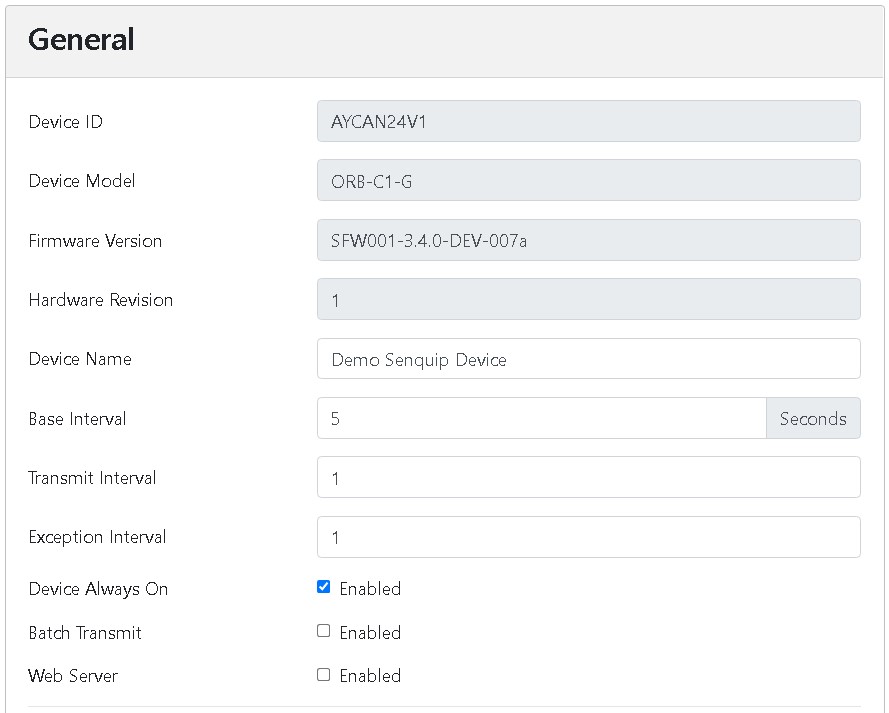 General
Device ID AYCAN24V1
Device Model ORB-C1-G
Firmware Version SFW001-3.4.0-DEV-007a
Hardware Revision 1
Device Name Demo Senquip Device
Base Interval 5 Seconds
Transmit Interval 1
Exception Interval 1
Device Always On Enabled
Batch Transmit Enabled
Web Server Enabled